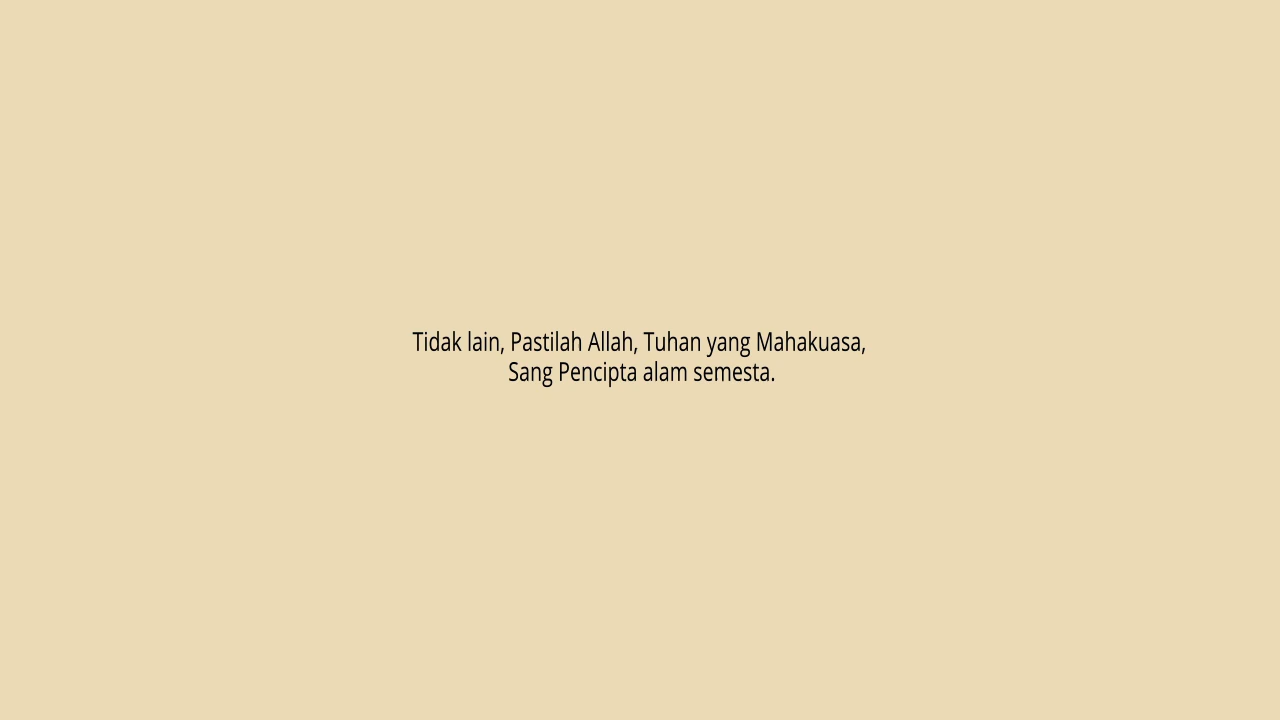 Tidak lain, Pastilah Allah, Tuhan yang Mahakuasa,
Sang Pencipta alam semesta.